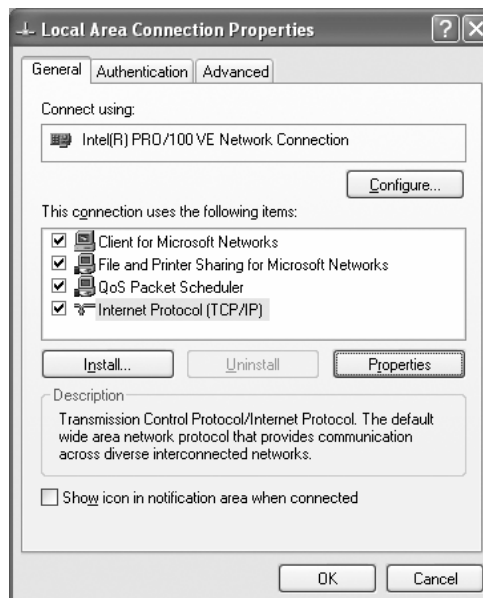 Local Area Connection Properties
General Authentication Advanced
Connect using:
Intel(R) PRO/100 VE Network Connection
Configure...
This connection uses the following items:
Client for Microsoft Networks
File and Printer Sharing for Microsoft Networks
QoS Packet Scheduler
Internet Protocol (TCP/IP)
Install... Uninstall Properties
Description
Transmission Control Protocol/Internet Protocol. The default
wide area network protocol that provides communication
across diverse interconnected networks.
Show icon in notification area when connected
OK Cancel